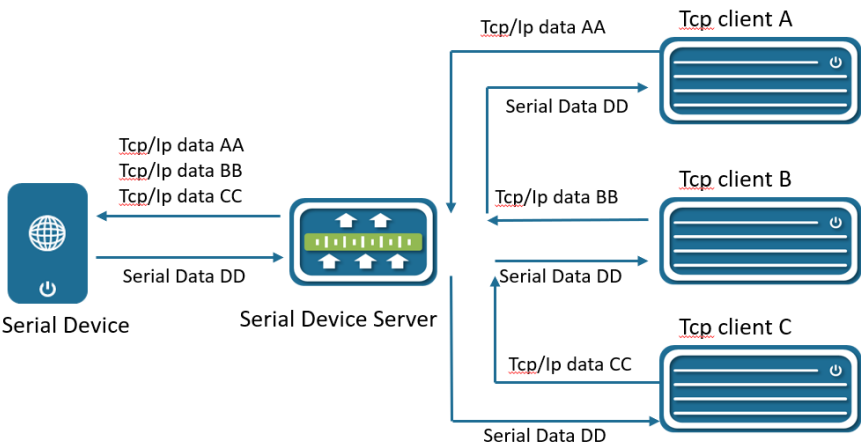 Tcp client A
Tcp/Ip data AA
Serial Data DD
Tcp/Ip data AA
Tcp/Ip data BB
Tcp/Ip data CC
Serial Data DD
Serial Device
Serial Device Server
Tcp client B
Tcp/Ip data BB
Serial Data DD
Tcp client C
Tcp/Ip data CC
Serial Data DD